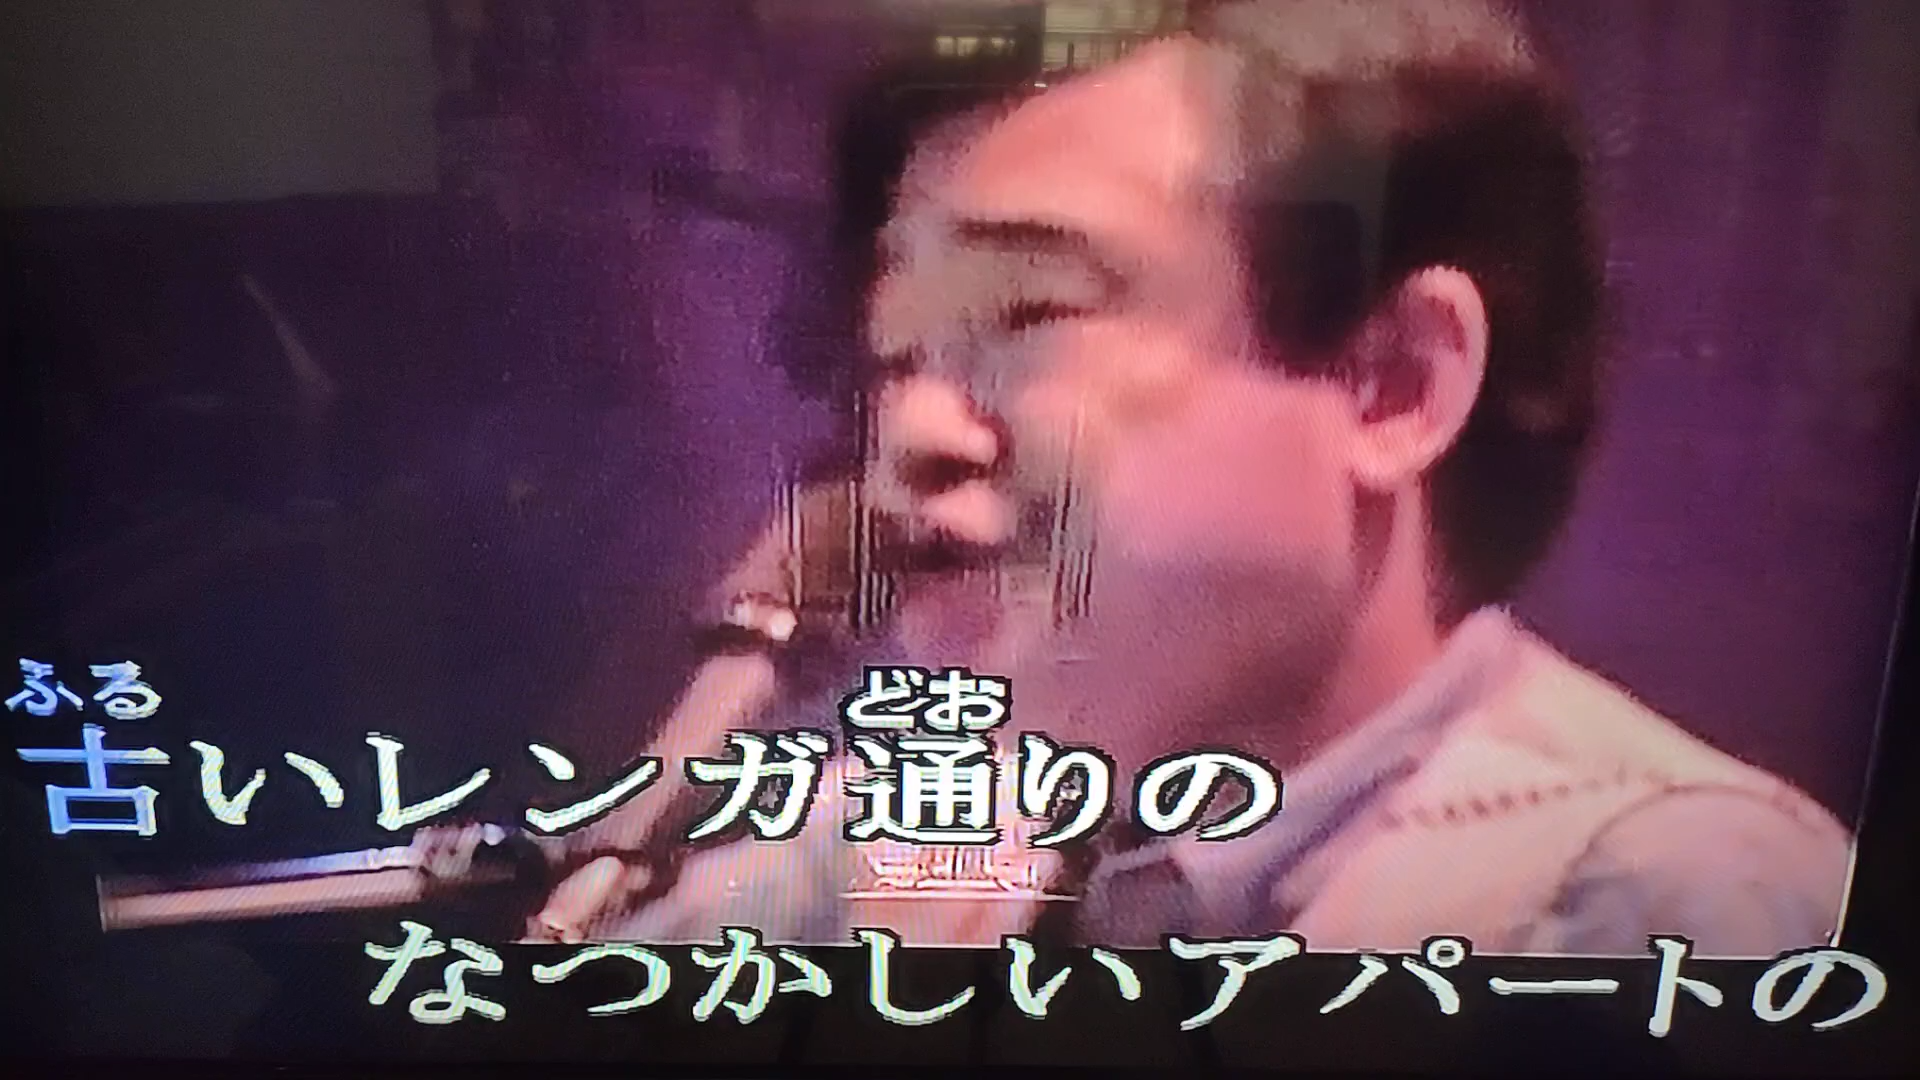 ふる どお
古いレンガ通りの
なつかしいアパートの